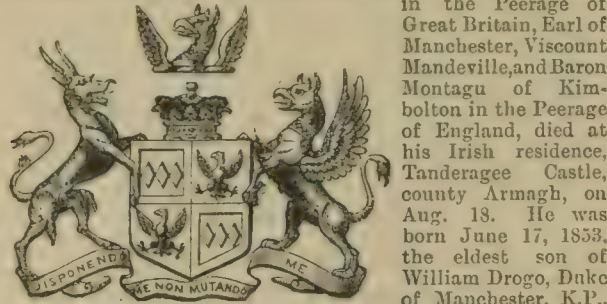 in the Peerage of
Great Britain, Earl of
Manchester, Viscount
Mandeville, and Baron
Montagu of Kim-
bolton in the Peerage
of England, died at
his Irish residence,
Tanderagee Castle,
county Armagh, on
Aug. 18. He was
born June 17, 1853,
the eldest son of
William Drogo, Duke
of Manchester, K.P.
DISPONENDO ME NON MUTANDO ME